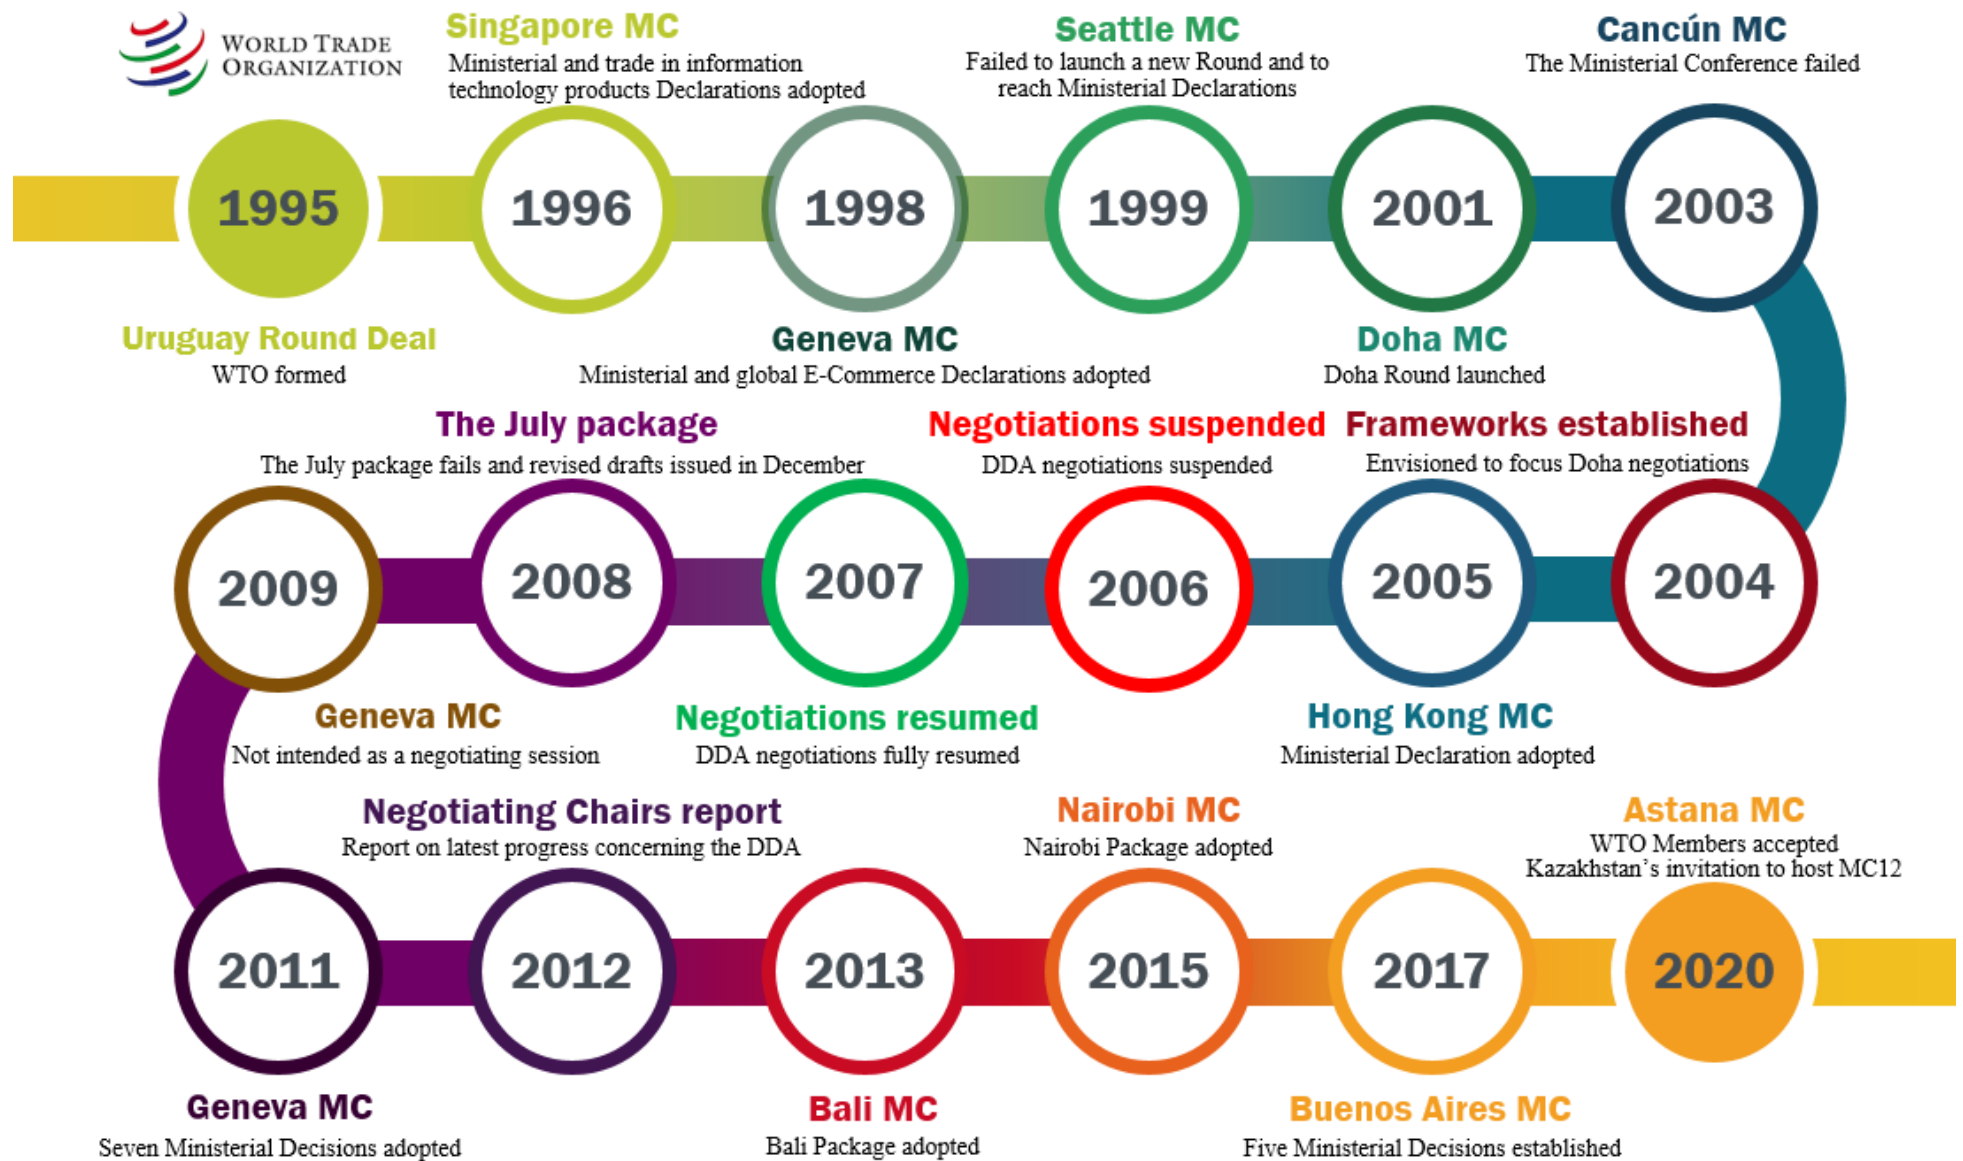 WORLD TRADE
ORGANIZATION
Singapore MC
Ministerial and trade in information
technology products Declarations adopted
Seattle MC
Failed to launch a new Round and to
reach Ministerial Declarations
Cancún MC
The Ministerial Conference failed
1995
1996
1998
1999
2001
2003
Uruguay Round Deal
WTO formed
Geneva MC
Ministerial and global E-Commerce Declarations adopted
Doha MC
Doha Round launched
The July package
The July package fails and revised drafts issued in December
Negotiations suspended
DDA negotiations suspended
Frameworks established
Envisioned to focus Doha negotiations
2009
2008
2007
2006
2005
2004
Geneva MC
Not intended as a negotiating session
Negotiations resumed
DDA negotiations fully resumed
Hong Kong MC
Ministerial Declaration adopted
Negotiating Chairs report
Report on latest progress concerning the DDA
Nairobi MC
Nairobi Package adopted
Astana MC
WTO Members accepted
Kazakhstan's invitation to host MC12
2011
2012
2013
2015
2017
2020
Geneva MC
Seven Ministerial Decisions adopted
Bali MC
Bali Package adopted
Buenos Aires MC
Five Ministerial Decisions established